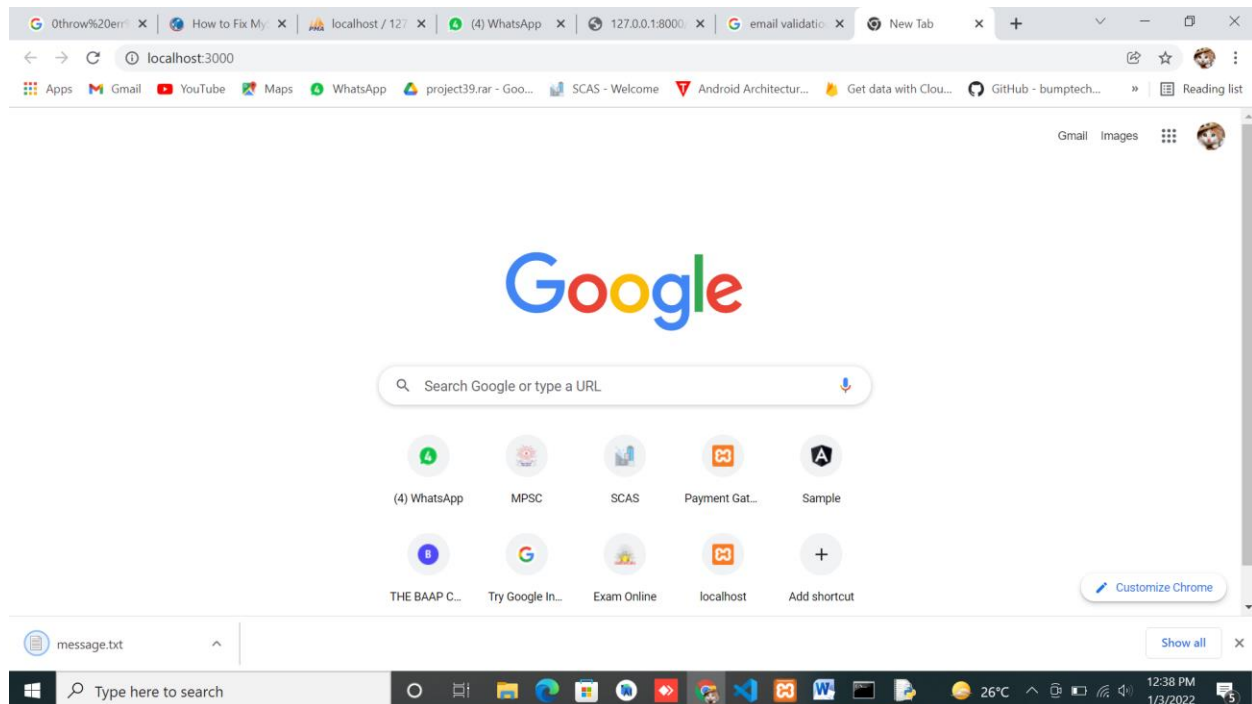 0throw%20err
How to Fix My
localhost / 127
(4) WhatsApp
127.0.0.1:8000
email validatio
New Tab
localhost:3000
Apps Gmail YouTube Maps WhatsApp project39.rar - Goo... SCAS - Welcome Android Architectur... Get data with Clou... GitHub - bumptech... » Reading list
Gmail Images
Google
Search Google or type a URL
(4) WhatsApp MPSC SCAS Payment Gat... Sample
THE BAAP C... Try Google In... Exam Online localhost Add shortcut
Customize Chrome
message.txt
Show all
Type here to search
26°C
12:38 PM
1/3/2022